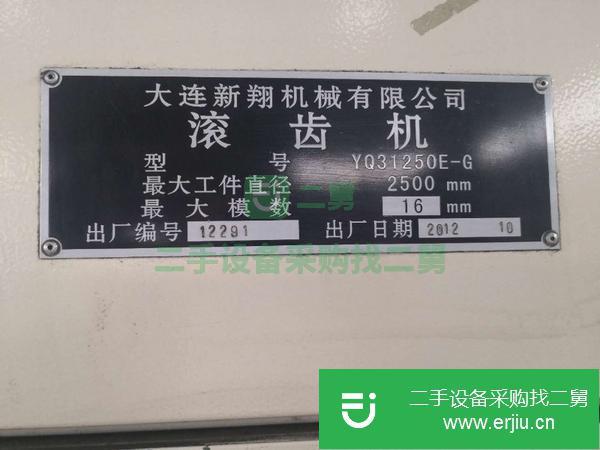 大连新翔机械有限公司
滚齿机
型号 YQ31250E-G
最大工件直径 2500 mm
最大模数 16 mm
出厂编号 12291 出厂日期 2012 10
二舅
二手设备采购找二舅
二手设备采购找二舅
www.erjiu.cn